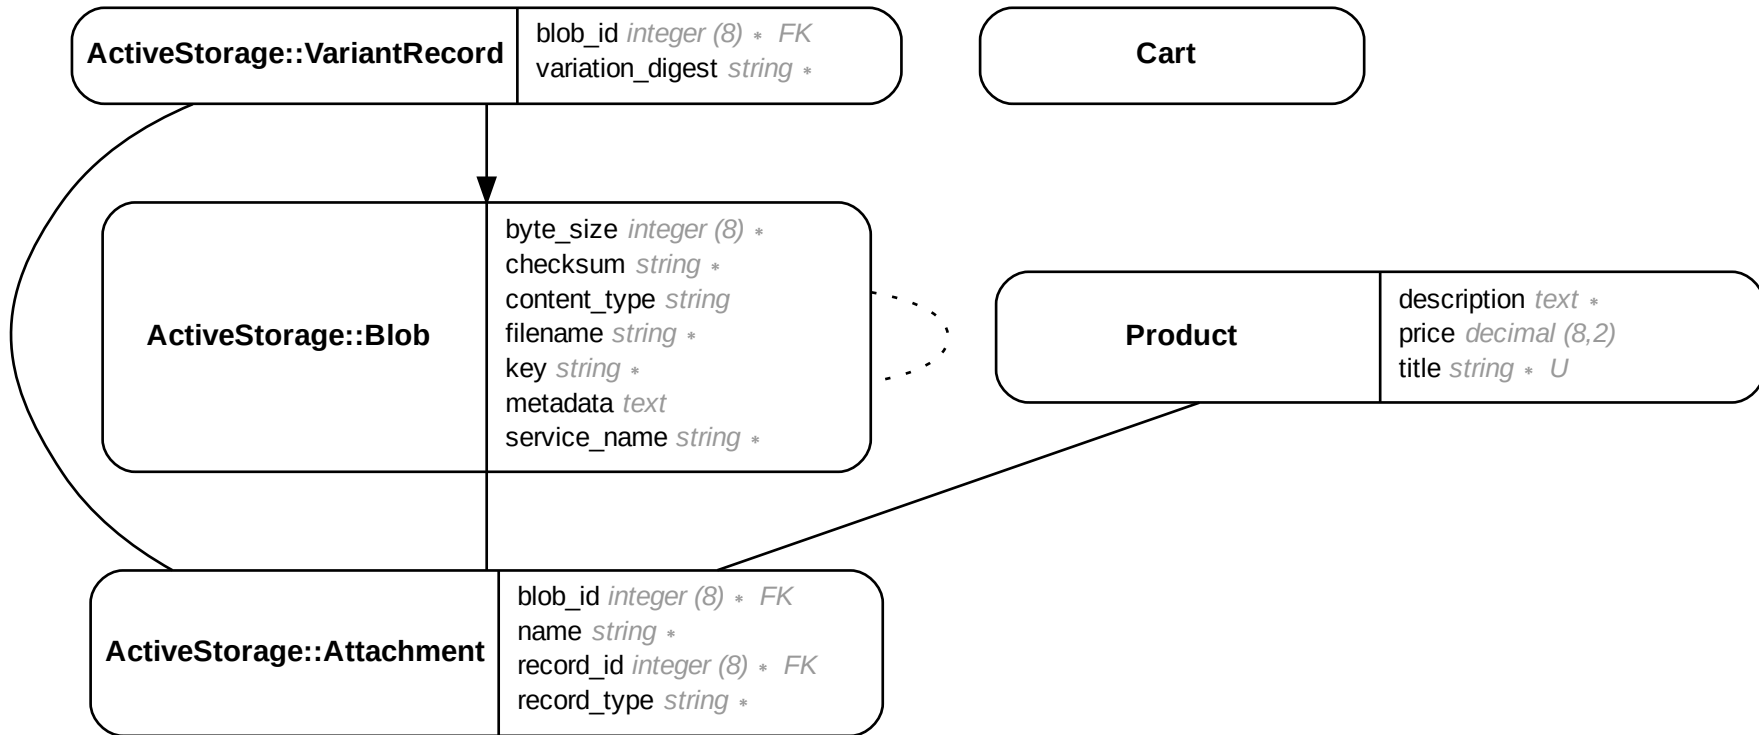 ActiveStorage::VariantRecord
blob_id integer (8) * FK
variation_digest string *
Cart
ActiveStorage::Blob
byte_size integer (8) *
checksum string *
content_type string
filename string *
key string *
metadata text
service_name string *
Product
description text *
price decimal (8,2)
title string * U
ActiveStorage::Attachment
blob_id integer (8) * FK
name string *
record_id integer (8) * FK
record_type string *